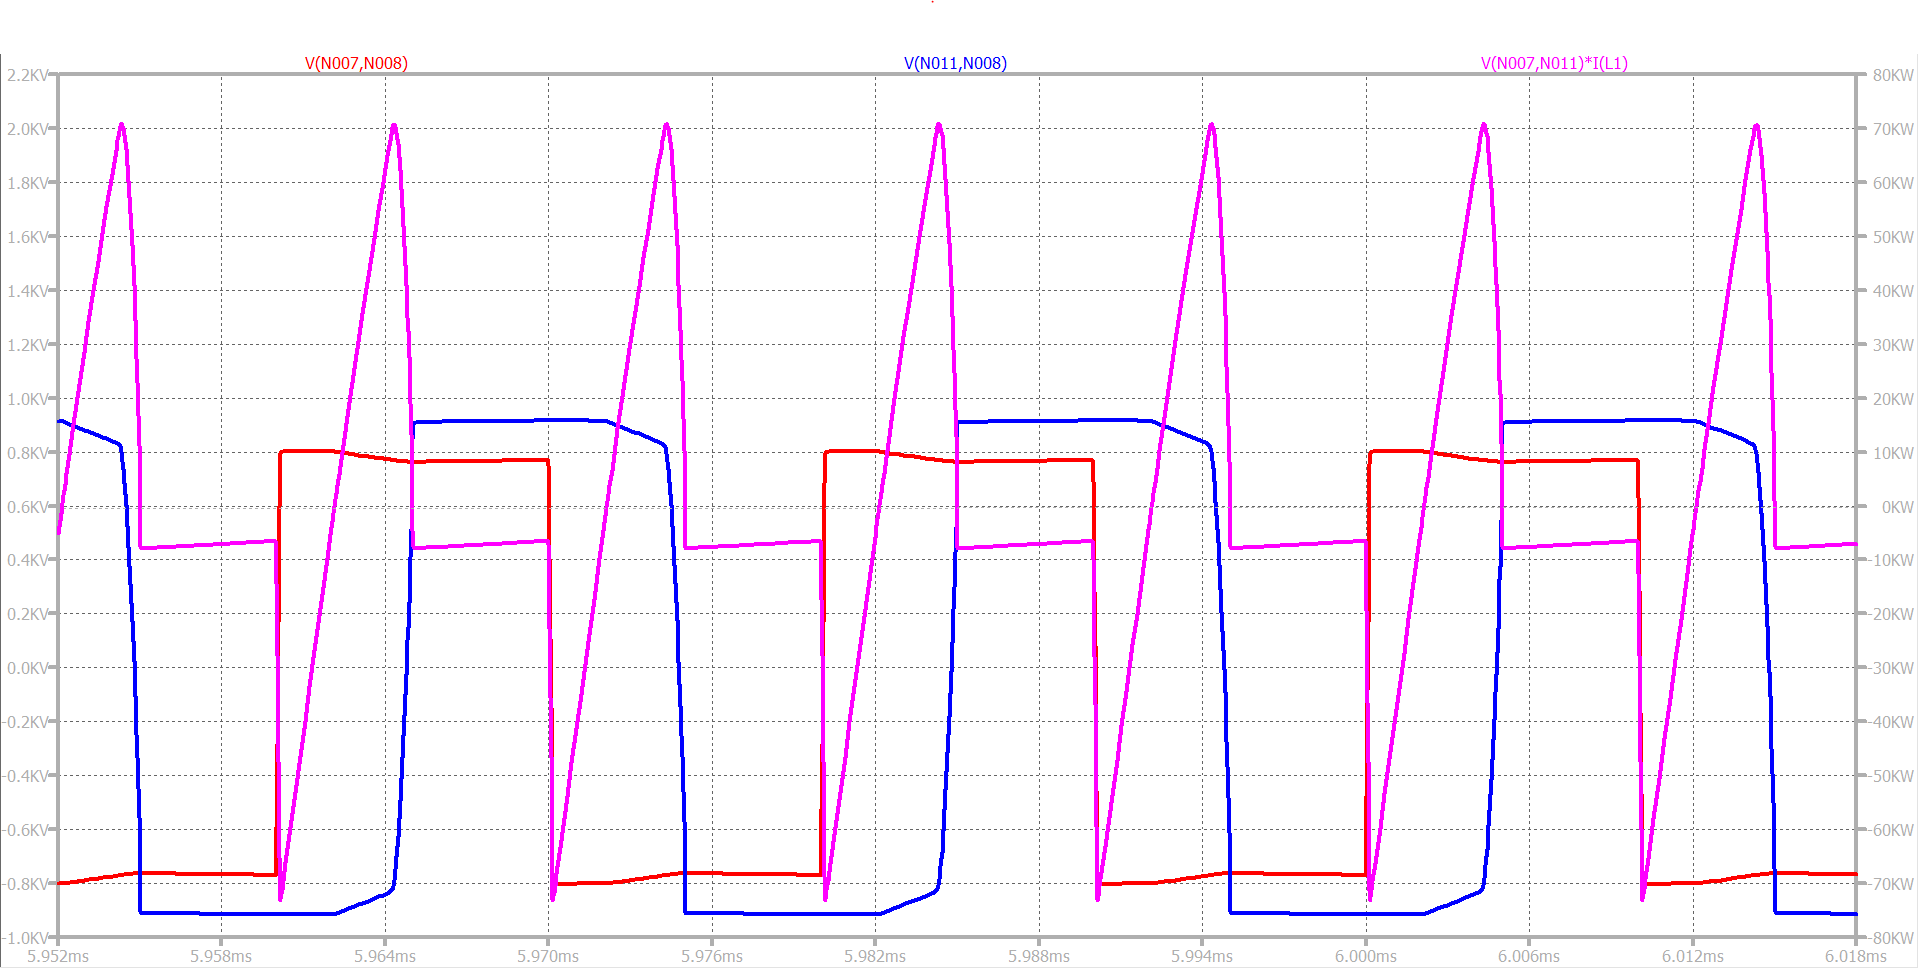 V(N007,N008) V(N011,N008) V(N007,N011)*I(L1)
2.2KV 80KW
2.0KV 70KW
1.8KV 60KW
1.6KV 50KW
1.4KV 40KW
1.2KV 30KW
1.0KV 20KW
0.8KV 10KW
0.6KV 0KW
0.4KV -10KW
0.2KV -20KW
0.0KV -30KW
-0.2KV -40KW
-0.4KV -50KW
-0.6KV -60KW
-0.8KV -70KW
-1.0KV -80KW
5.952ms 5.958ms 5.964ms 5.970ms 5.976ms 5.982ms 5.988ms 5.994ms 6.000ms 6.006ms 6.012ms 6.018ms